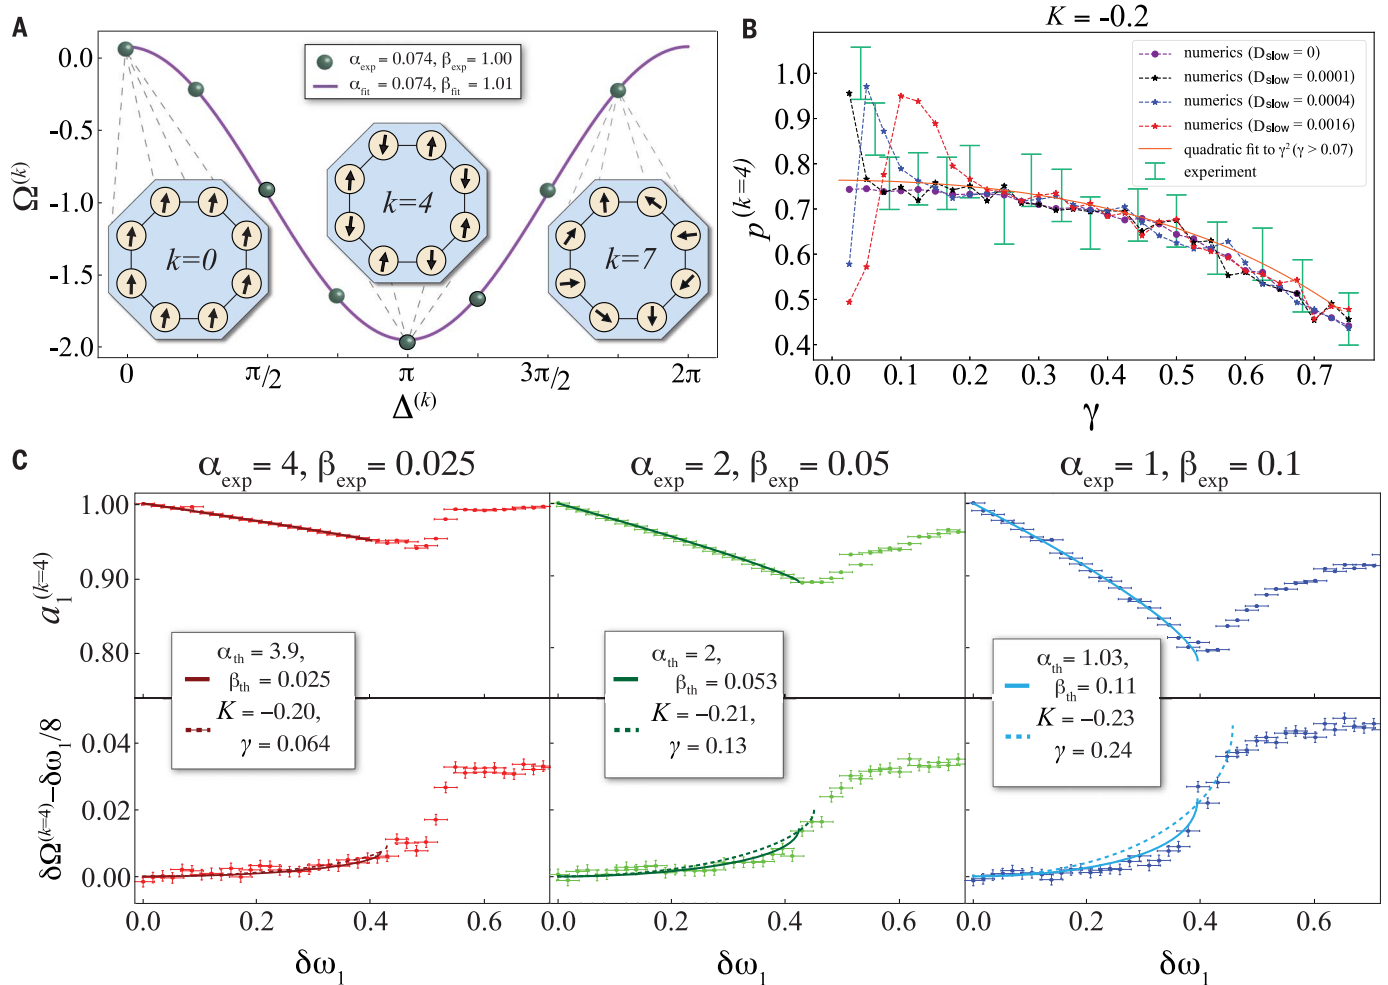 A
0.0
-0.5
-1.0
-1.5
-2.0
Ω(k)
αexp = 0.074, βexp = 1.00
αfit = 0.074, βfit = 1.01
k=0
k=4
k=7
0
π/2
π
3π/2
2π
Δ(k)
B
K = -0.2
1.0
0.9
0.8
0.7
0.6
0.5
0.4
p(k=4)
numerics (Dslow = 0)
numerics (Dslow = 0.0001)
numerics (Dslow = 0.0004)
numerics (Dslow = 0.0016)
quadratic fit to γ² (γ > 0.07)
experiment
0.0
0.1
0.2
0.3
0.4
0.5
0.6
0.7
γ
C
αexp = 4, βexp = 0.025
αexp = 2, βexp = 0.05
αexp = 1, βexp = 0.1
1.00
0.90
0.80
a1(k=4)
αth = 3.9,
βth = 0.025
K = −0.20,
γ = 0.064
αth = 2,
βth = 0.053
K = −0.21,
γ = 0.13
αth = 1.03,
βth = 0.11
K = −0.23
γ = 0.24
0.04
0.02
0.00
δΩ(k=4)−δω1/8
0.0
0.2
0.4
0.6
0.0
0.2
0.4
0.6
0.0
0.2
0.4
0.6
δω1
δω1
δω1